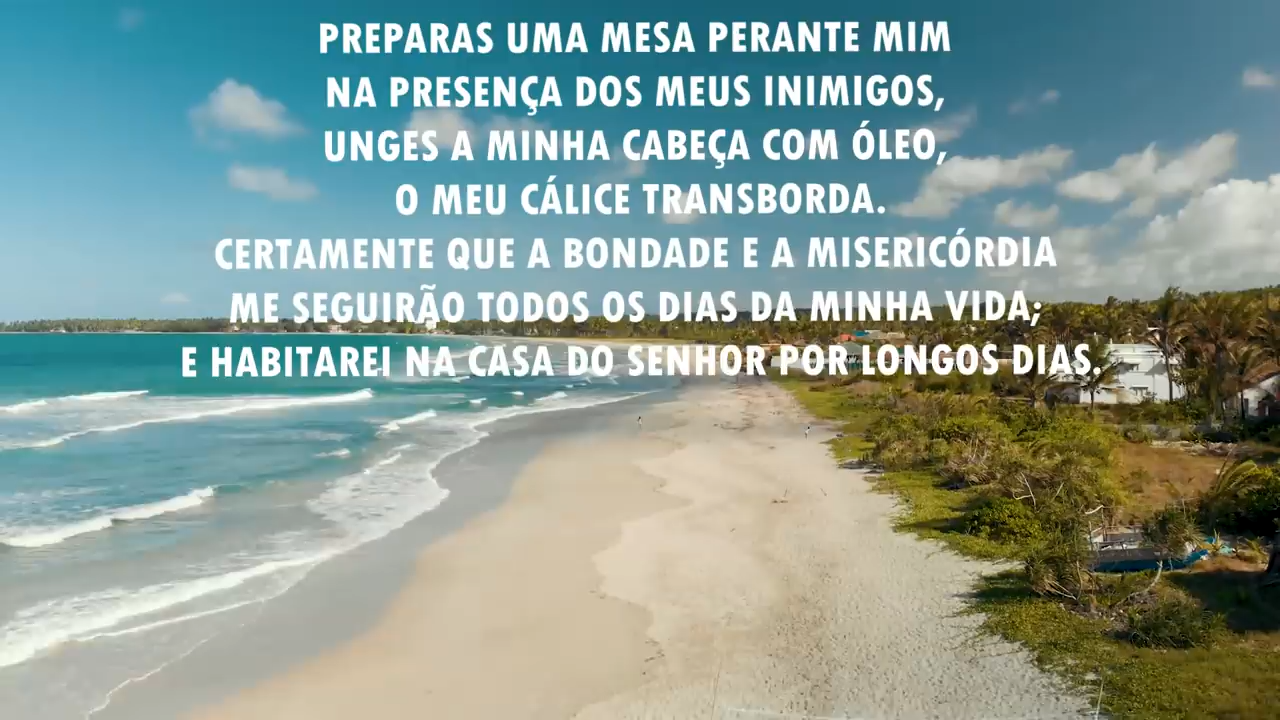 PREPARAS UMA MESA PERANTE MIM
NA PRESENÇA DOS MEUS INIMIGOS,
UNGES A MINHA CABEÇA COM ÓLEO,
O MEU CÁLICE TRANSBORDA.
CERTAMENTE QUE A BONDADE E A MISERICÓRDIA
ME SEGUIRÃO TODOS OS DIAS DA MINHA VIDA;
E HABITAREI NA CASA DO SENHOR POR LONGOS DIAS.